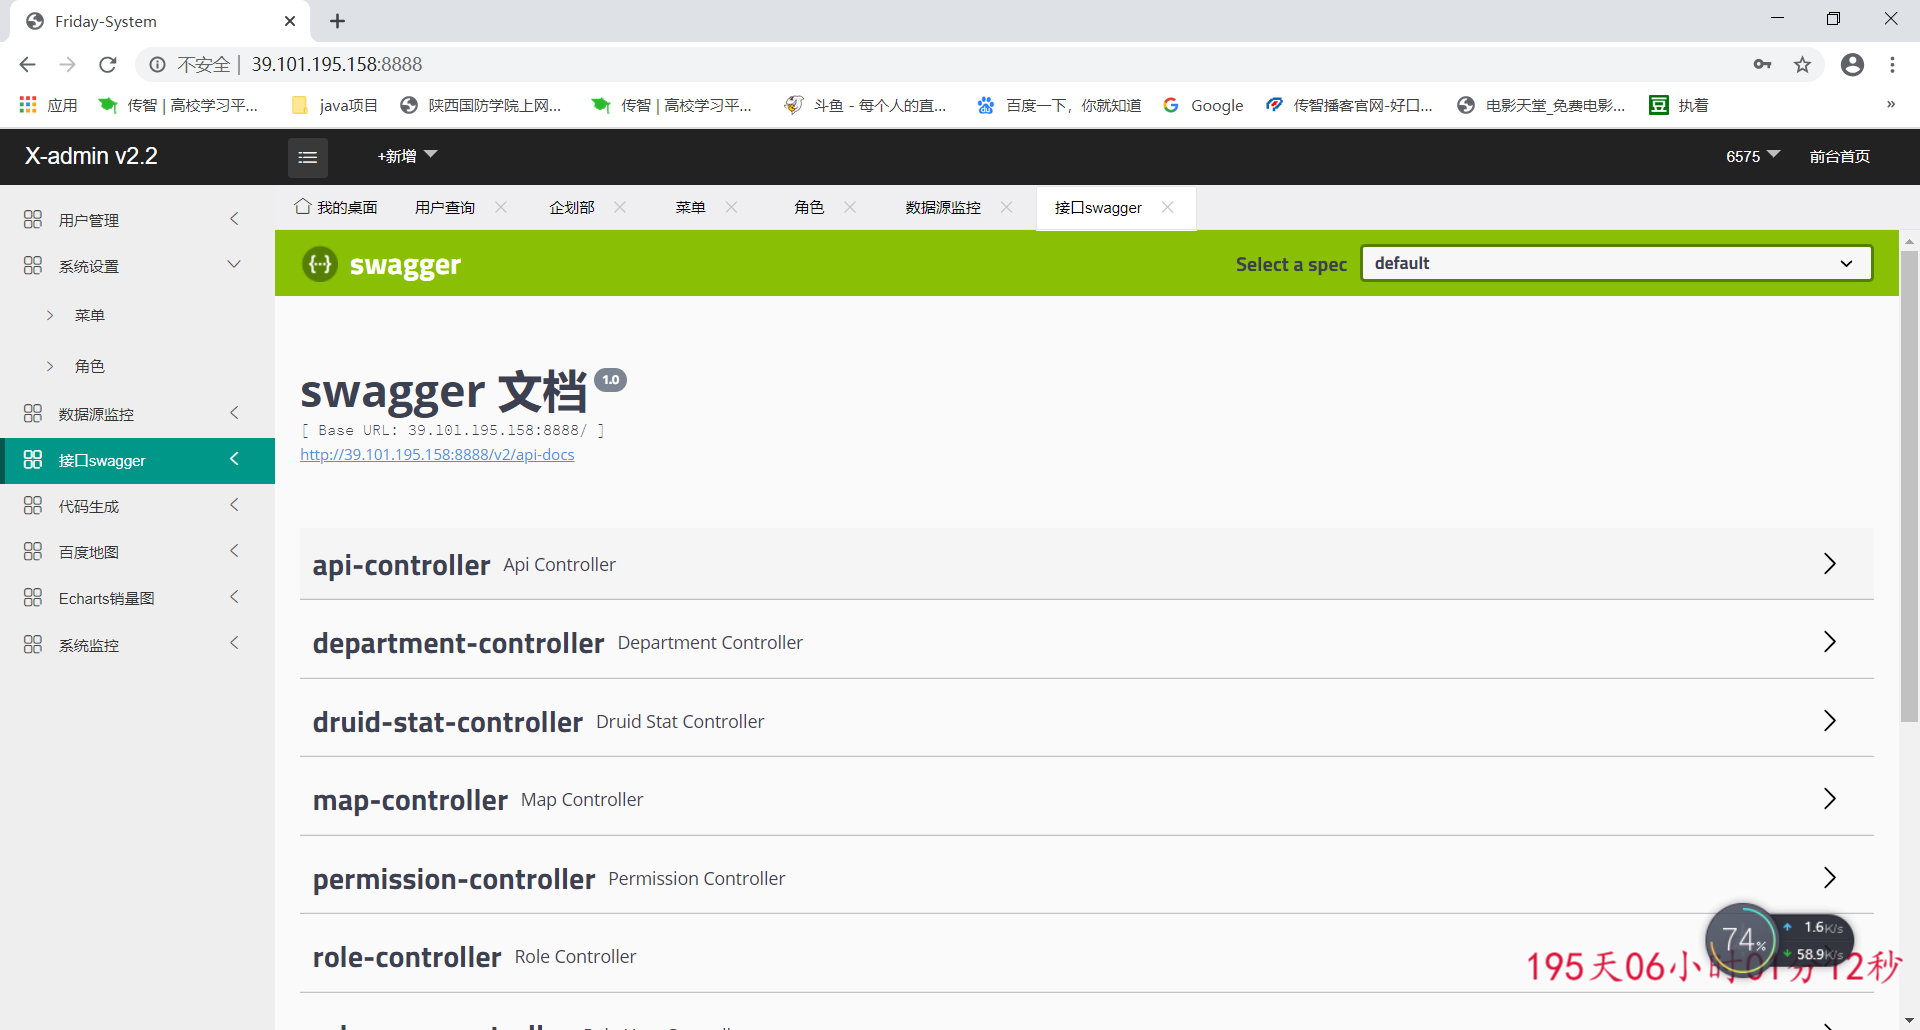 Friday-System
不安全 | 39.101.195.158:8888
应用 传智 | 高校学习平... java项目 陕西国防学院上网... 传智 | 高校学习平... 斗鱼 - 每个人的直... 百度一下，你就知道 Google 传智播客官网-好口... 电影天堂_免费电影... 豆 执着 »
X-admin v2.2 +新增 6575 前台首页
我的桌面 用户查询 企划部 菜单 角色 数据源监控 接口swagger
用户管理
系统设置
菜单
角色
数据源监控
接口swagger
代码生成
百度地图
Echarts销量图
系统监控
swagger Select a spec default
swagger 文档 1.0
[ Base URL: 39.101.195.158:8888/ ]
http://39.101.195.158:8888/v2/api-docs
api-controller Api Controller
department-controller Department Controller
druid-stat-controller Druid Stat Controller
map-controller Map Controller
permission-controller Permission Controller
role-controller Role Controller
74% 1.6K/s
58.9K/s
195天06小时01分12秒